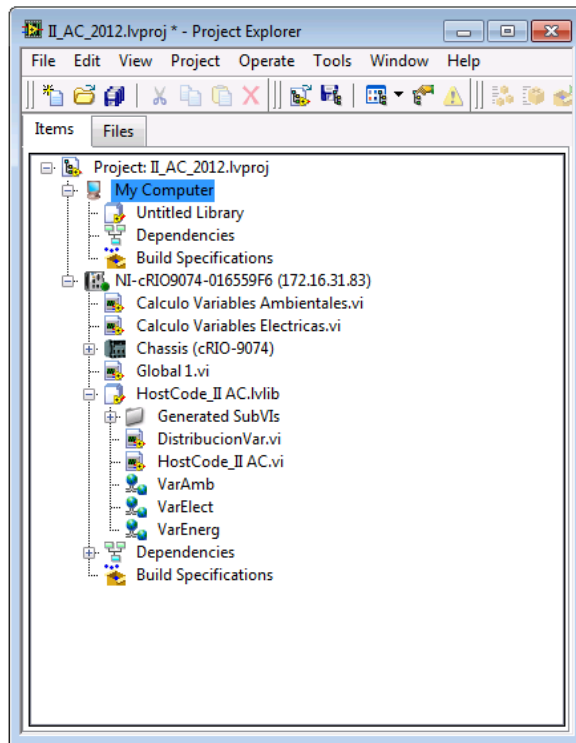 II_AC_2012.lvproj * - Project Explorer
File Edit View Project Operate Tools Window Help
Items Files
Project: II_AC_2012.lvproj
My Computer
Untitled Library
Dependencies
Build Specifications
NI-cRIO9074-016559F6 (172.16.31.83)
Calculo Variables Ambientales.vi
Calculo Variables Electricas.vi
Chassis (cRIO-9074)
Global 1.vi
HostCode_II AC.lvlib
Generated SubVIs
DistribucionVar.vi
HostCode_II AC.vi
VarAmb
VarElect
VarEnerg
Dependencies
Build Specifications